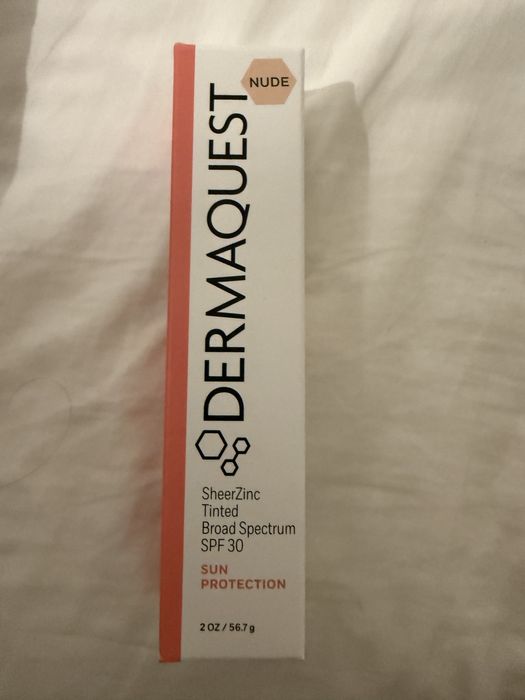 NUDE
DERMAQUEST
SheerZinc
Tinted
Broad Spectrum
SPF 30
SUN
PROTECTION
2 OZ / 56.7 g